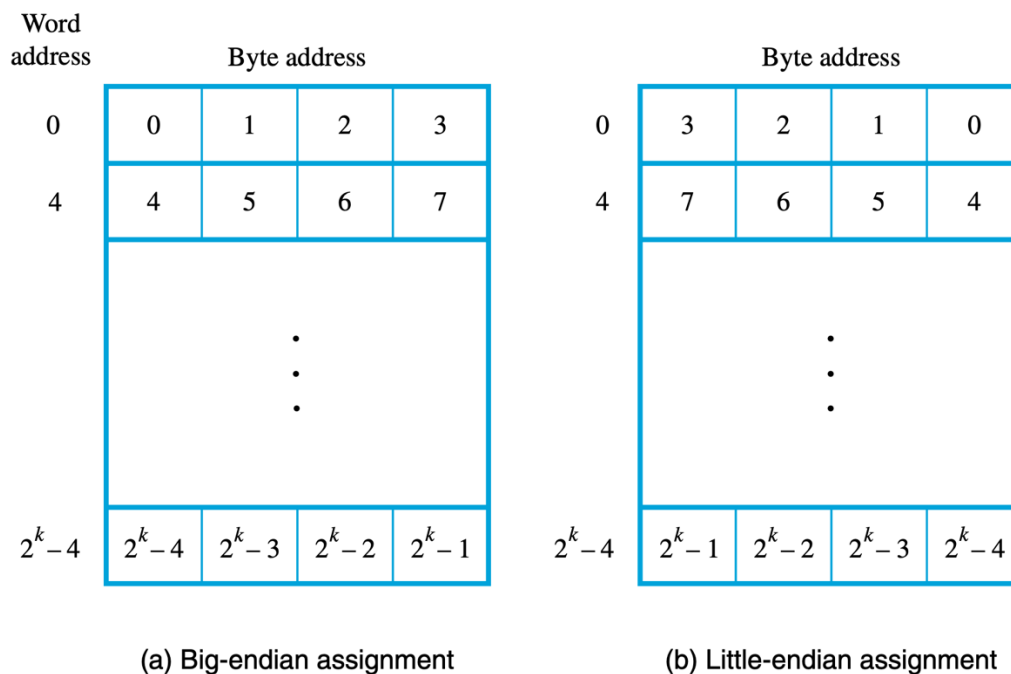 Word
address
Byte address
0 0 1 2 3
4 4 5 6 7
2^k – 4 2^k – 4 2^k – 3 2^k – 2 2^k – 1
(a) Big-endian assignment
Byte address
0 3 2 1 0
4 7 6 5 4
2^k – 4 2^k – 1 2^k – 2 2^k – 3 2^k – 4
(b) Little-endian assignment